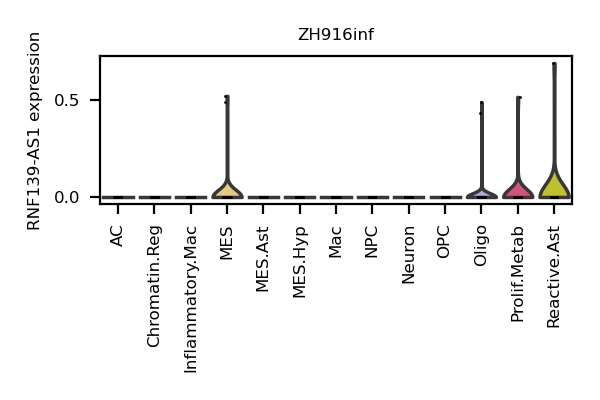 ZH916inf
RNF139-AS1 expression
0.5
0.0
AC
Chromatin.Reg
Inflammatory.Mac
MES
MES.Ast
MES.Hyp
Mac
NPC
Neuron
OPC
Oligo
Prolif.Metab
Reactive.Ast